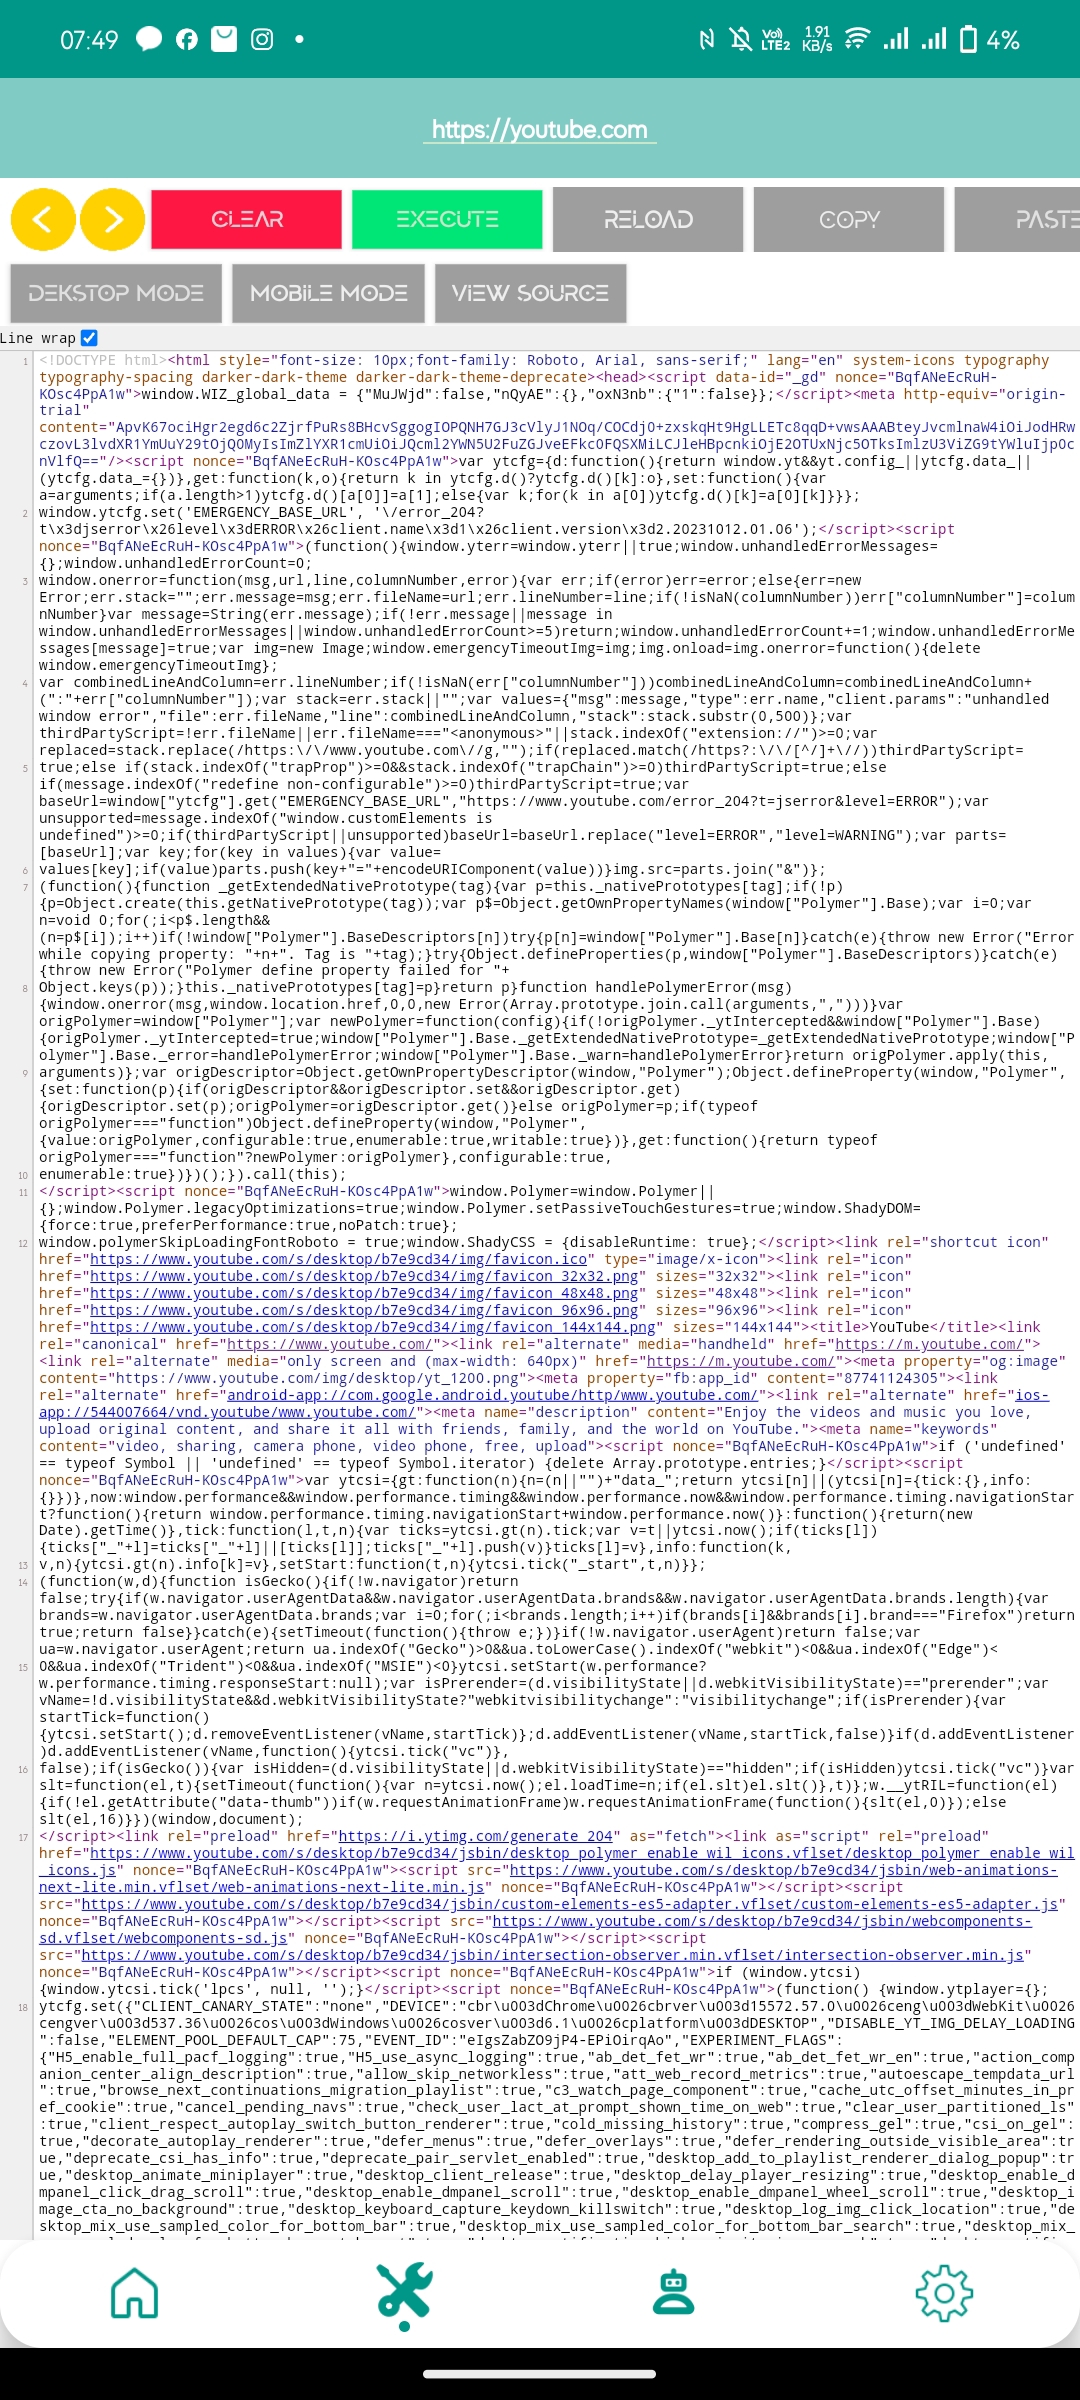 07:49
Vo) LTE2
1.91 KB/s
4%
https://youtube.com
CLEAR
EXECUTE
RELOAD
COPY
PASTE
DEKSTOP MODE
MOBILE MODE
VIEW SOURCE
Line wrap
1 <!DOCTYPE html><html style="font-size: 10px;font-family: Roboto, Arial, sans-serif;" lang="en" system-icons typography
typography-spacing darker-dark-theme darker-dark-theme-deprecate><head><script data-id="_gd" nonce="BqfANeEcRuH-
KOsc4PpA1w">window.WIZ_global_data = {"MuJWjd":false,"nQyAE":{},"oxN3nb":{"1":false}};</script><meta http-equiv="origin-
trial"
czovL3lvdXR1YmUuY29tOjQ0MyIsImZlYXR1cmUiOiJQcml2YWN5U2FuZGJveEFkc0FQSXMiLCJleHBpcnkiOjE2OTUxNjc5OTksImlzU3ViZG9tYWluIjp0c
nVlfQ=="/><script nonce="BqfANeEcRuH-KOsc4PpA1w">var ytcfg={d:function(){return window.yt&&yt.config_||ytcfg.data_||
(ytcfg.data_={})},get:function(k,o){return k in ytcfg.d()?ytcfg.d()[k]:o},set:function(){var
a=arguments;if(a.length>1)ytcfg.d()[a[0]]=a[1];else{var k;for(k in a[0])ytcfg.d()[k]=a[0][k]}}};
2 window.ytcfg.set('EMERGENCY_BASE_URL', '\/error_204?
t\x3djserror\x26level\x3dERROR\x26client.name\x3d1\x26client.version\x3d2.20231012.01.06');</script><script
nonce="BqfANeEcRuH-KOsc4PpA1w">(function(){window.yterr=window.yterr||true;window.unhandledErrorMessages=
{};window.unhandledErrorCount=0;
3 window.onerror=function(msg,url,line,columnNumber,error){var err;if(error)err=error;else{err=new
Error;err.stack="";err.message=msg;err.fileName=url;err.lineNumber=line;if(!isNaN(columnNumber))err["columnNumber"]=colum
nNumber}var message=String(err.message);if(!err.message||message in
window.unhandledErrorMessages||window.unhandledErrorCount>=5)return;window.unhandledErrorCount+=1;window.unhandledErrorMe
ssages[message]=true;var img=new Image;window.emergencyTimeoutImg=img;img.onload=img.onerror=function(){delete
window.emergencyTimeoutImg};
4 var combinedLineAndColumn=err.lineNumber;if(!isNaN(err["columnNumber"]))combinedLineAndColumn=combinedLineAndColumn+
(":"+err["columnNumber"]);var stack=err.stack||"";var values={"msg":message,"type":err.name,"client.params":"unhandled
window error","file":err.fileName,"line":combinedLineAndColumn,"stack":stack.substr(0,500)};var
thirdPartyScript=!err.fileName||err.fileName==="<anonymous>"||stack.indexOf("extension://")>=0;var
replaced=stack.replace(/https:\/\/www.youtube.com\//g,"");if(replaced.match(/https?:\/\/[^/]+\//))thirdPartyScript=
5 true;else if(stack.indexOf("trapProp")>=0&&stack.indexOf("trapChain")>=0)thirdPartyScript=true;else
if(message.indexOf("redefine non-configurable")>=0)thirdPartyScript=true;var
baseUrl=window["ytcfg"].get("EMERGENCY_BASE_URL","https://www.youtube.com/error_204?t=jserror&level=ERROR");var
unsupported=message.indexOf("window.customElements is
undefined")>=0;if(thirdPartyScript||unsupported)baseUrl=baseUrl.replace("level=ERROR","level=WARNING");var parts=
[baseUrl];var key;for(key in values){var value=
6 values[key];if(value)parts.push(key+"="+encodeURIComponent(value))}img.src=parts.join("&")};
7 (function(){function _getExtendedNativePrototype(tag){var p=this._nativePrototypes[tag];if(!p)
{p=Object.create(this.getNativePrototype(tag));var p$=Object.getOwnPropertyNames(window["Polymer"].Base);var i=0;var
n=void 0;for(;i<p$.length&&
(n=p$[i]);i++)if(!window["Polymer"].BaseDescriptors[n])try{p[n]=window["Polymer"].Base[n]}catch(e){throw new Error("Error
while copying property: "+n+". Tag is "+tag);}try{Object.defineProperties(p,window["Polymer"].BaseDescriptors)}catch(e)
{throw new Error("Polymer define property failed for "+
8 Object.keys(p));}this._nativePrototypes[tag]=p}return p}function handlePolymerError(msg)
{window.onerror(msg,window.location.href,0,0,new Error(Array.prototype.join.call(arguments,",")))}var
origPolymer=window["Polymer"];var newPolymer=function(config){if(!origPolymer._ytIntercepted&&window["Polymer"].Base)
{origPolymer._ytIntercepted=true;window["Polymer"].Base._getExtendedNativePrototype=_getExtendedNativePrototype;window["P
olymer"].Base._error=handlePolymerError;window["Polymer"].Base._warn=handlePolymerError}return origPolymer.apply(this,
9 arguments)};var origDescriptor=Object.getOwnPropertyDescriptor(window,"Polymer");Object.defineProperty(window,"Polymer",
{set:function(p){if(origDescriptor&&origDescriptor.set&&origDescriptor.get)
{origDescriptor.set(p);origPolymer=origDescriptor.get()}else origPolymer=p;if(typeof
origPolymer==="function")Object.defineProperty(window,"Polymer",
{value:origPolymer,configurable:true,enumerable:true,writable:true})},get:function(){return typeof
origPolymer==="function"?newPolymer:origPolymer},configurable:true,
10 enumerable:true})})();}).call(this);
11 </script><script nonce="BqfANeEcRuH-KOsc4PpA1w">window.Polymer=window.Polymer||
{};window.Polymer.legacyOptimizations=true;window.Polymer.setPassiveTouchGestures=true;window.ShadyDOM=
{force:true,preferPerformance:true,noPatch:true};
12 window.polymerSkipLoadingFontRoboto = true;window.ShadyCSS = {disableRuntime: true};</script><link rel="shortcut icon"
href="https://www.youtube.com/s/desktop/b7e9cd34/img/favicon.ico" type="image/x-icon"><link rel="icon"
href="https://www.youtube.com/s/desktop/b7e9cd34/img/favicon_32x32.png" sizes="32x32"><link rel="icon"
href="https://www.youtube.com/s/desktop/b7e9cd34/img/favicon_48x48.png" sizes="48x48"><link rel="icon"
href="https://www.youtube.com/s/desktop/b7e9cd34/img/favicon_96x96.png" sizes="96x96"><link rel="icon"
href="https://www.youtube.com/s/desktop/b7e9cd34/img/favicon_144x144.png" sizes="144x144"><title>YouTube</title><link
rel="canonical" href="https://www.youtube.com/"><link rel="alternate" media="handheld" href="https://m.youtube.com/">
<link rel="alternate" media="only screen and (max-width: 640px)" href="https://m.youtube.com/"><meta property="og:image"
content="https://www.youtube.com/img/desktop/yt_1200.png"><meta property="fb:app_id" content="87741124305"><link
rel="alternate" href="android-app://com.google.android.youtube/http/www.youtube.com/"><link rel="alternate" href="ios-
app://544007664/vnd.youtube/www.youtube.com/"><meta name="description" content="Enjoy the videos and music you love,
upload original content, and share it all with friends, family, and the world on YouTube."><meta name="keywords"
content="video, sharing, camera phone, video phone, free, upload"><script nonce="BqfANeEcRuH-KOsc4PpA1w">if ('undefined'
== typeof Symbol || 'undefined' == typeof Symbol.iterator) {delete Array.prototype.entries;}</script><script
nonce="BqfANeEcRuH-KOsc4PpA1w">var ytcsi={gt:function(n){n=(n||"")+"data_";return ytcsi[n]||(ytcsi[n]={tick:{},info:
{}})},now:window.performance&&window.performance.timing&&window.performance.now&&window.performance.timing.navigationStar
t?function(){return window.performance.timing.navigationStart+window.performance.now()}:function(){return(new
Date).getTime()},tick:function(l,t,n){var ticks=ytcsi.gt(n).tick;var v=t||ytcsi.now();if(ticks[l])
{ticks["_"+l]=ticks["_"+l]||[ticks[l]];ticks["_"+l].push(v)}ticks[l]=v},info:function(k,
13 v,n){ytcsi.gt(n).info[k]=v},setStart:function(t,n){ytcsi.tick("_start",t,n)}};
14 (function(w,d){function isGecko(){if(!w.navigator)return
false;try{if(w.navigator.userAgentData&&w.navigator.userAgentData.brands&&w.navigator.userAgentData.brands.length){var
brands=w.navigator.userAgentData.brands;var i=0;for(;i<brands.length;i++)if(brands[i]&&brands[i].brand==="Firefox")return
true;return false}}catch(e){setTimeout(function(){throw e;})}if(!w.navigator.userAgent)return false;var
ua=w.navigator.userAgent;return ua.indexOf("Gecko")>0&&ua.toLowerCase().indexOf("webkit")<0&&ua.indexOf("Edge")<
15 0&&ua.indexOf("Trident")<0&&ua.indexOf("MSIE")<0}ytcsi.setStart(w.performance?
w.performance.timing.responseStart:null);var isPrerender=(d.visibilityState||d.webkitVisibilityState)=="prerender";var
vName=!d.visibilityState&&d.webkitVisibilityState?"webkitvisibilitychange":"visibilitychange";if(isPrerender){var
startTick=function()
{ytcsi.setStart();d.removeEventListener(vName,startTick)};d.addEventListener(vName,startTick,false)}if(d.addEventListener
)d.addEventListener(vName,function(){ytcsi.tick("vc")},
16 false);if(isGecko()){var isHidden=(d.visibilityState||d.webkitVisibilityState)=="hidden";if(isHidden)ytcsi.tick("vc")}var
slt=function(el,t){setTimeout(function(){var n=ytcsi.now();el.loadTime=n;if(el.slt)el.slt()},t)};w.__ytRIL=function(el)
{if(!el.getAttribute("data-thumb"))if(w.requestAnimationFrame)w.requestAnimationFrame(function(){slt(el,0)});else
slt(el,16)}})(window,document);
17 </script><link rel="preload" href="https://i.ytimg.com/generate_204" as="fetch"><link as="script" rel="preload"
href="https://www.youtube.com/s/desktop/b7e9cd34/jsbin/desktop_polymer_enable_wil_icons.vflset/desktop_polymer_enable_wil
_icons.js" nonce="BqfANeEcRuH-KOsc4PpA1w"><script src="https://www.youtube.com/s/desktop/b7e9cd34/jsbin/web-animations-
next-lite.min.vflset/web-animations-next-lite.min.js" nonce="BqfANeEcRuH-KOsc4PpA1w"></script><script
src="https://www.youtube.com/s/desktop/b7e9cd34/jsbin/custom-elements-es5-adapter.vflset/custom-elements-es5-adapter.js"
nonce="BqfANeEcRuH-KOsc4PpA1w"></script><script src="https://www.youtube.com/s/desktop/b7e9cd34/jsbin/webcomponents-
sd.vflset/webcomponents-sd.js" nonce="BqfANeEcRuH-KOsc4PpA1w"></script><script
src="https://www.youtube.com/s/desktop/b7e9cd34/jsbin/intersection-observer.min.vflset/intersection-observer.min.js"
nonce="BqfANeEcRuH-KOsc4PpA1w"></script><script nonce="BqfANeEcRuH-KOsc4PpA1w">if (window.ytcsi)
{window.ytcsi.tick('lpcs', null, '');}</script><script nonce="BqfANeEcRuH-KOsc4PpA1w">(function() {window.ytplayer={};
18 ytcfg.set({"CLIENT_CANARY_STATE":"none","DEVICE":"cbr\u003dChrome\u0026cbrver\u003d15572.57.0\u0026ceng\u003dWebKit\u0026
cengver\u003d537.36\u0026cos\u003dWindows\u0026cosver\u003d6.1\u0026cplatform\u003dDESKTOP","DISABLE_YT_IMG_DELAY_LOADING
":false,"ELEMENT_POOL_DEFAULT_CAP":75,"EVENT_ID":"eIgsZabZO9jP4-EPiOirqAo","EXPERIMENT_FLAGS":
{"H5_enable_full_pacf_logging":true,"H5_use_async_logging":true,"ab_det_fet_wr":true,"ab_det_fet_wr_en":true,"action_comp
anion_center_align_description":true,"allow_skip_networkless":true,"att_web_record_metrics":true,"autoescape_tempdata_url
":true,"browse_next_continuations_migration_playlist":true,"c3_watch_page_component":true,"cache_utc_offset_minutes_in_pr
ef_cookie":true,"cancel_pending_navs":true,"check_user_lact_at_prompt_shown_time_on_web":true,"clear_user_partitioned_ls"
:true,"client_respect_autoplay_switch_button_renderer":true,"cold_missing_history":true,"compress_gel":true,"csi_on_gel":
true,"decorate_autoplay_renderer":true,"defer_menus":true,"defer_overlays":true,"defer_rendering_outside_visible_area":tr
ue,"deprecate_csi_has_info":true,"deprecate_pair_servlet_enabled":true,"desktop_add_to_playlist_renderer_dialog_popup":tr
ue,"desktop_animate_miniplayer":true,"desktop_client_release":true,"desktop_delay_player_resizing":true,"desktop_enable_d
mpanel_click_drag_scroll":true,"desktop_enable_dmpanel_scroll":true,"desktop_enable_dmpanel_wheel_scroll":true,"desktop_i
mage_cta_no_background":true,"desktop_keyboard_capture_keydown_killswitch":true,"desktop_log_img_click_location":true,"de
sktop_mix_use_sampled_color_for_bottom_bar":true,"desktop_mix_use_sampled_color_for_bottom_bar_search":true,"desktop_mix_